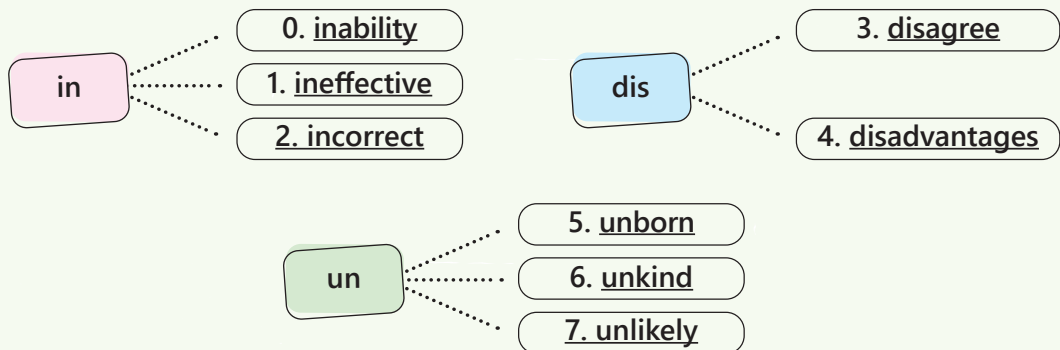 in
0. inability
1. ineffective
2. incorrect
dis
3. disagree
4. disadvantages
un
5. unborn
6. unkind
7. unlikely